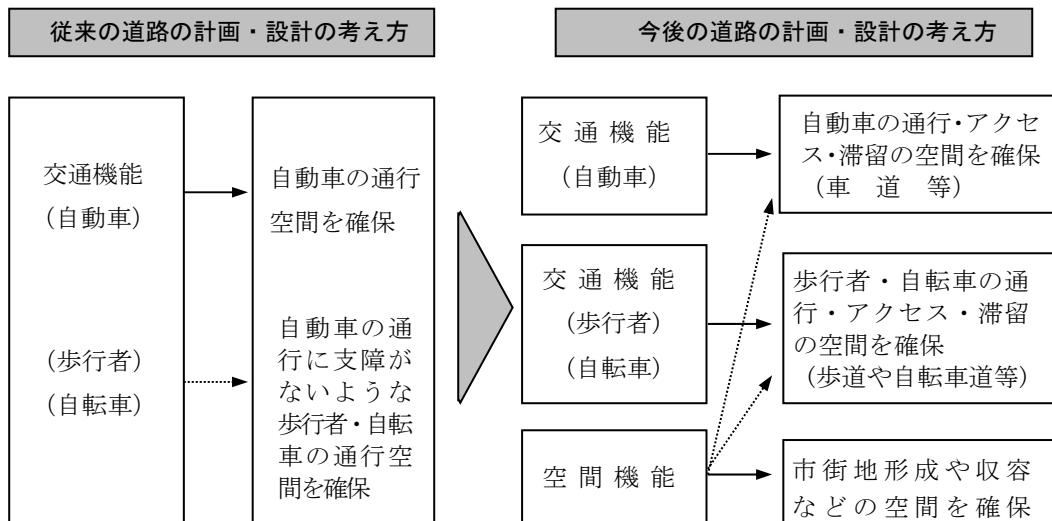 従来の道路の計画・設計の考え方
交通機能
(自動車)
(歩行者)
(自転車)
自動車の通行
空間を確保
自動車の通
行に支障が
ないような
歩行者・自転
車の通行空
間を確保
今後の道路の計画・設計の考え方
交通機能
(自動車)
自動車の通行・アクセ
ス・滞留の空間を確保
(車 道 等)
交通機能
(歩行者)
(自転車)
歩行者・自転車の通
行・アクセス・滞留
の空間を確保
(歩道や自転車道等)
空間機能
市街地形成や収容
などの空間を確保